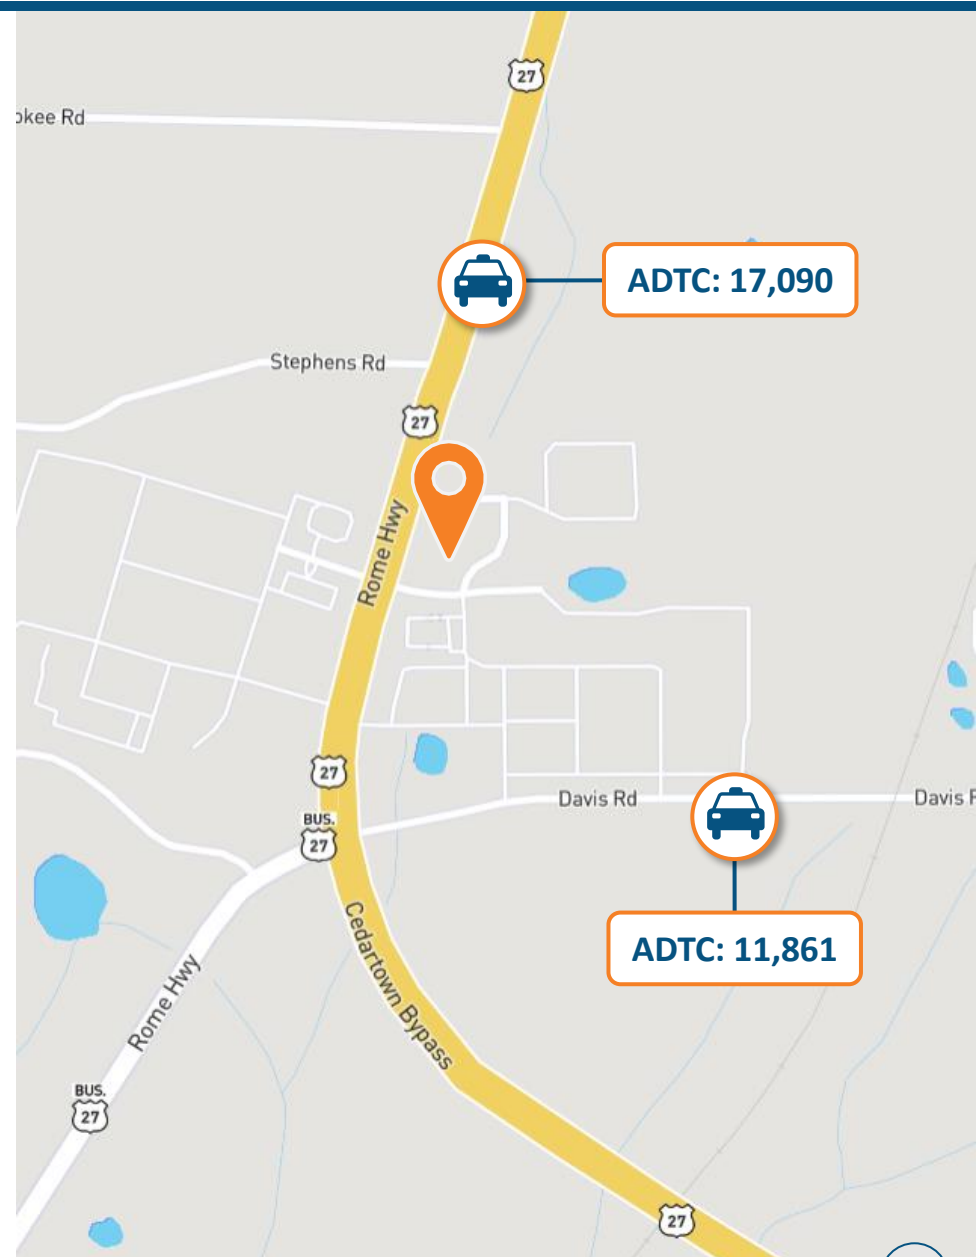 27
okee Rd
ADTC: 17,090
Stephens Rd
27
Rome Hwy
27
Davis Rd
Davis R
BUS.
27
ADTC: 11,861
Cedartown Bypass
Rome Hwy
BUS.
27
27